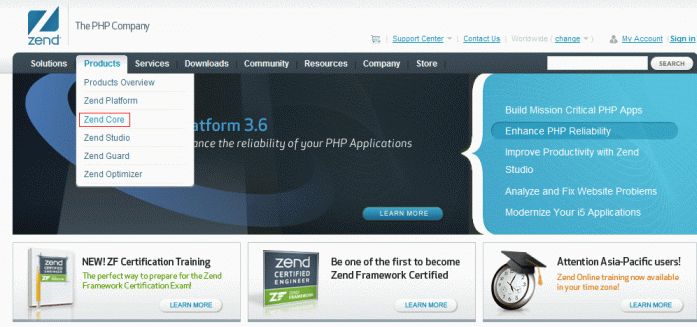 zend
The PHP Company
Support Center | Contact Us | Worldwide ( change ) | My Account (Sign in
Solutions Products Services Downloads Community Resources Company Store SEARCH
Products Overview
Zend Platform
Zend Core
Zend Studio
Zend Guard
Zend Optimizer
atform 3.6
ance the reliability of your PHP Applications
LEARN MORE
Build Mission Critical PHP Apps
Enhance PHP Reliability
Improve Productivity with Zend
Studio
Analyze and Fix Website Problems
Modernize Your i5 Applications
NEW! ZF Certification Training
The perfect way to prepare for the Zend
Framework Certification Exam!
LEARN MORE
zend
CERTIFIED
ENGINEER
ZF
FRAMEWORK
Be one of the first to become
Zend Framework Certified
LEARN MORE
Attention Asia-Pacific users!
Zend Online training now available
in your time zone!
LEARN MORE